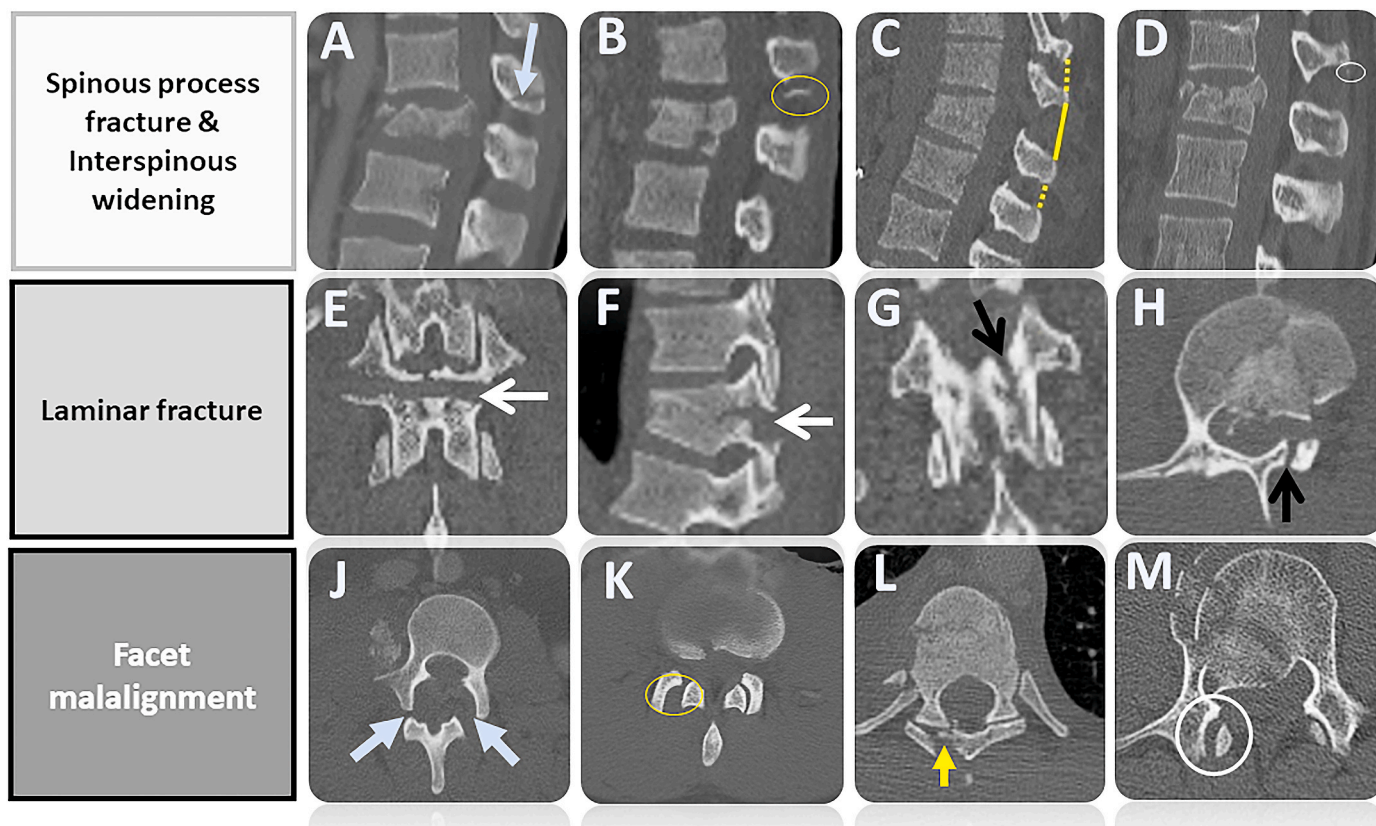 Spinous process
fracture &
Interspinous
widening
A
B
C
D
Laminar fracture
E
F
G
H
Facet
malalignment
J
K
L
M